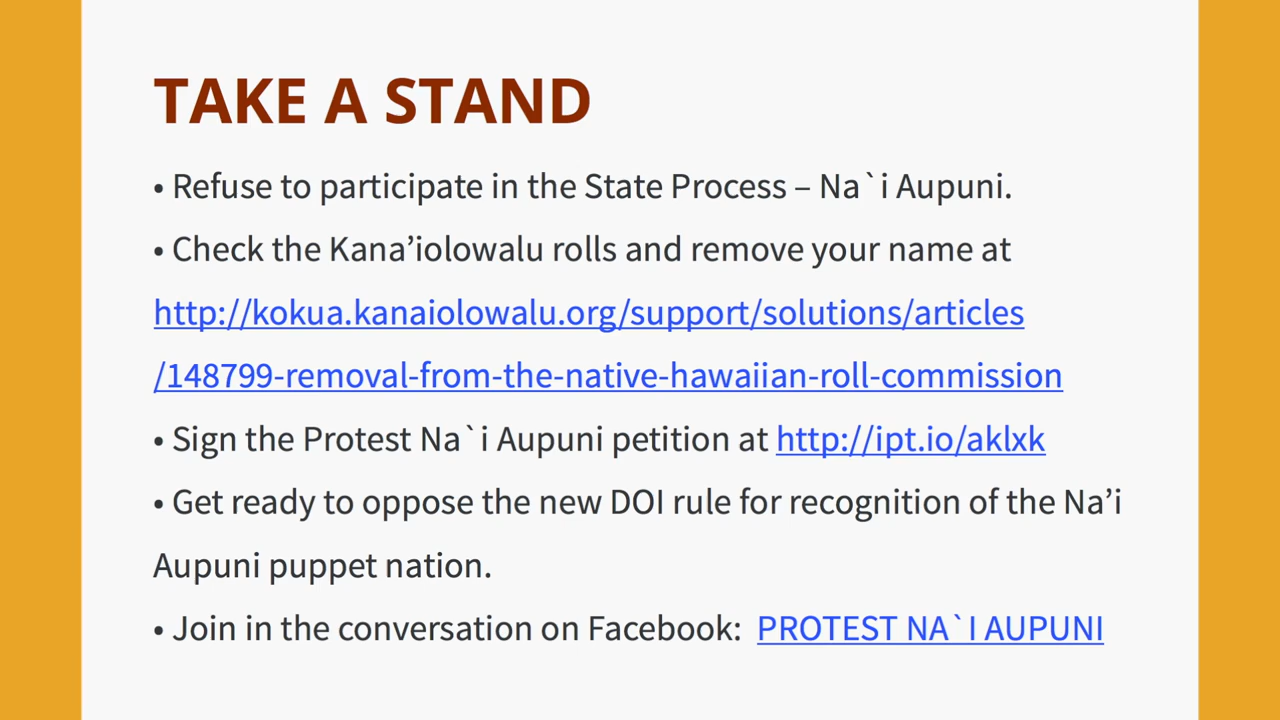 TAKE A STAND
• Refuse to participate in the State Process – Na`i Aupuni.
• Check the Kana’iolowalu rolls and remove your name at
http://kokua.kanaiolowalu.org/support/solutions/articles
/148799-removal-from-the-native-hawaiian-roll-commission
• Sign the Protest Na`i Aupuni petition at http://ipt.io/aklxk
• Get ready to oppose the new DOI rule for recognition of the Na’i
Aupuni puppet nation.
• Join in the conversation on Facebook:  PROTEST NA`I AUPUNI